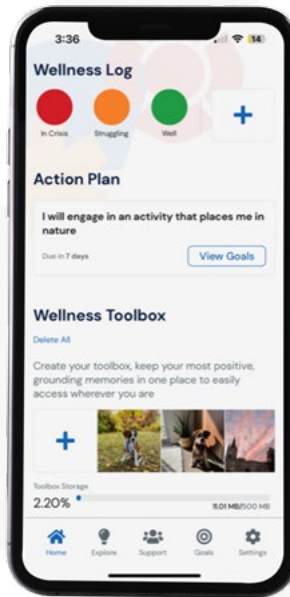 3:36
14
Wellness Log
In Crisis Struggling Well
+
Action Plan
I will engage in an activity that places me in
nature
Due in 7 days View Goals
Wellness Toolbox
Delete All
Create your toolbox, keep your most positive,
grounding memories in one place to easily
access wherever you are
+
Toolbox Storage
2.20% 11.01 MB/500 MB
Home Explore Support Goals Settings